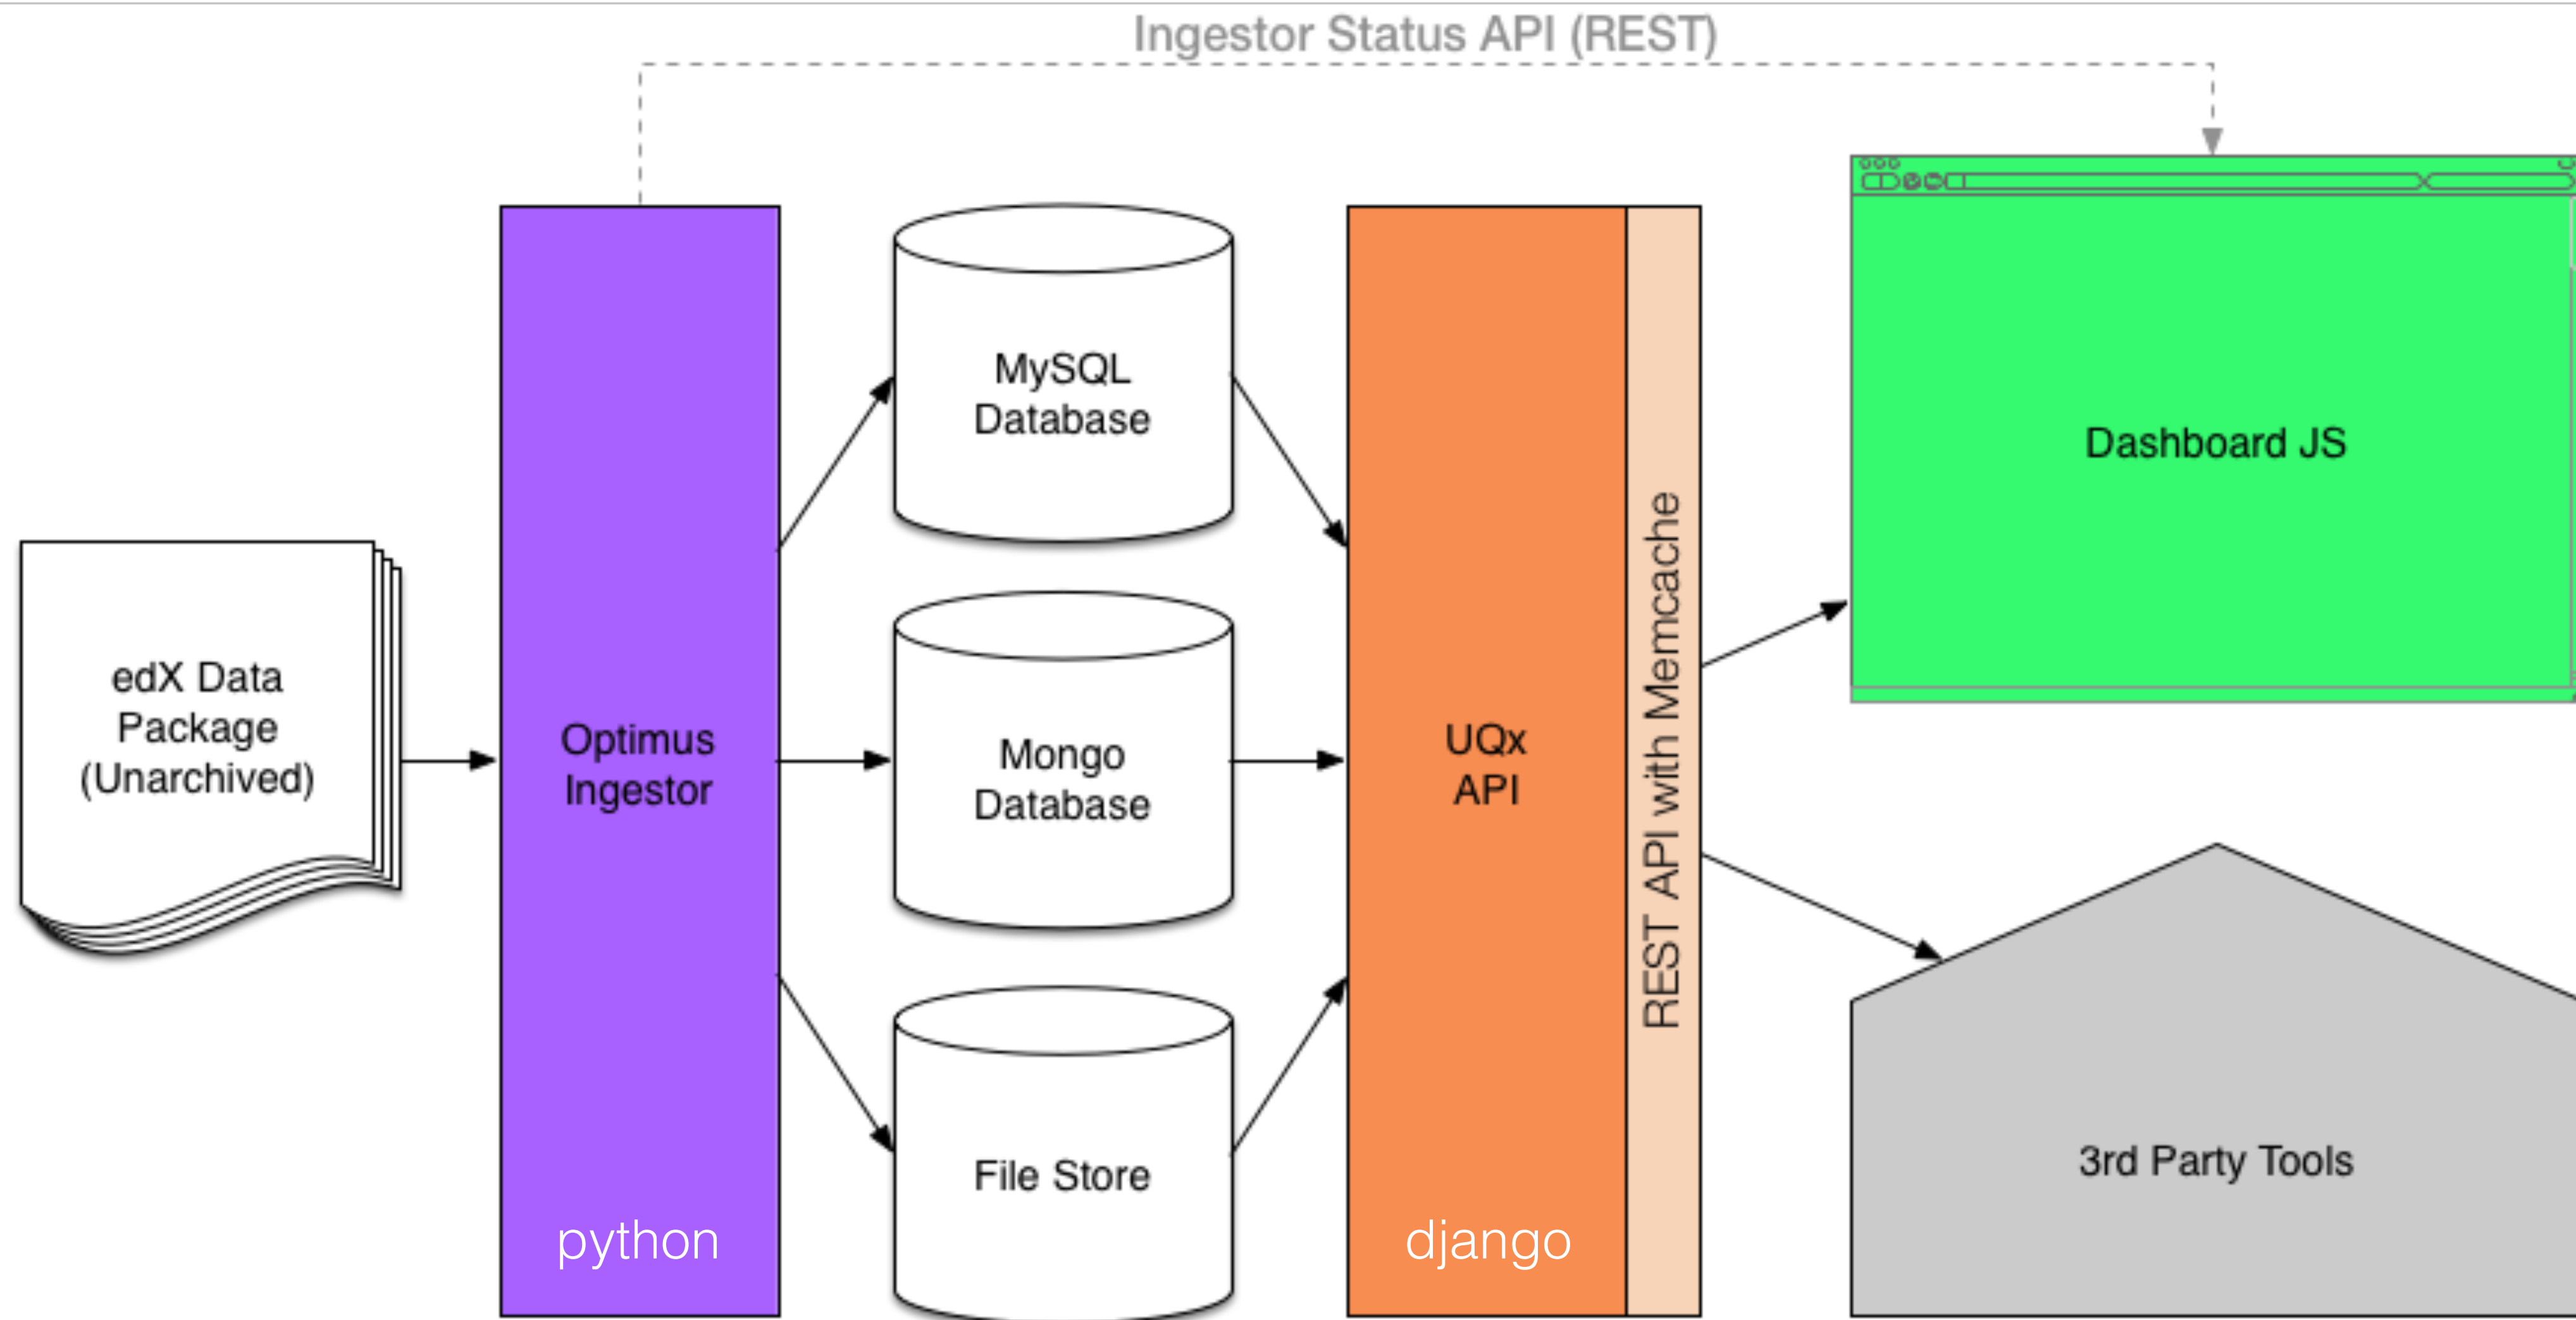 Ingestor Status API (REST)
edX Data
Package
(Unarchived)
Optimus
Ingestor
python
MySQL
Database
Mongo
Database
File Store
UQx
API
django
REST API with Memcache
Dashboard JS
3rd Party Tools